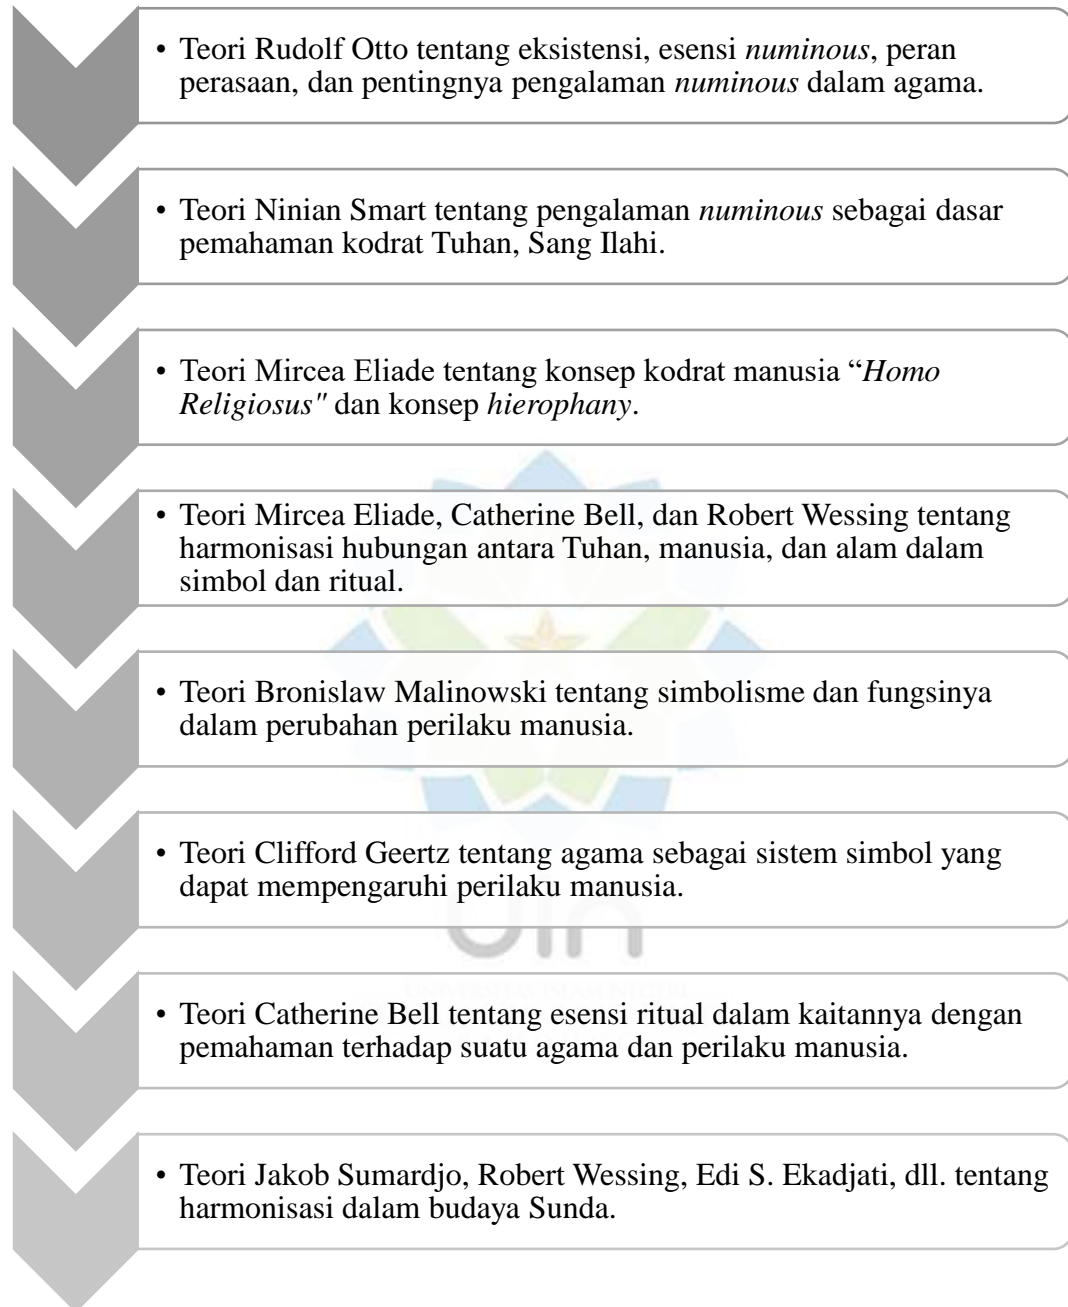 • Teori Rudolf Otto tentang eksistensi, esensi numinous, peran
perasaan, dan pentingnya pengalaman numinous dalam agama.
• Teori Ninian Smart tentang pengalaman numinous sebagai dasar
pemahaman kodrat Tuhan, Sang Ilahi.
• Teori Mircea Eliade tentang konsep kodrat manusia “Homo
Religiosus" dan konsep hierophany.
• Teori Mircea Eliade, Catherine Bell, dan Robert Wessing tentang
harmonisasi hubungan antara Tuhan, manusia, dan alam dalam
simbol dan ritual.
• Teori Bronislaw Malinowski tentang simbolisme dan fungsinya
dalam perubahan perilaku manusia.
• Teori Clifford Geertz tentang agama sebagai sistem simbol yang
dapat mempengaruhi perilaku manusia.
uin
UNIVERSITAS ISLAM NEGERI
• Teori Catherine Bell tentang esensi ritual dalam kaitannya dengan
pemahaman terhadap suatu agama dan perilaku manusia.
• Teori Jakob Sumardjo, Robert Wessing, Edi S. Ekadjati, dll. tentang
harmonisasi dalam budaya Sunda.